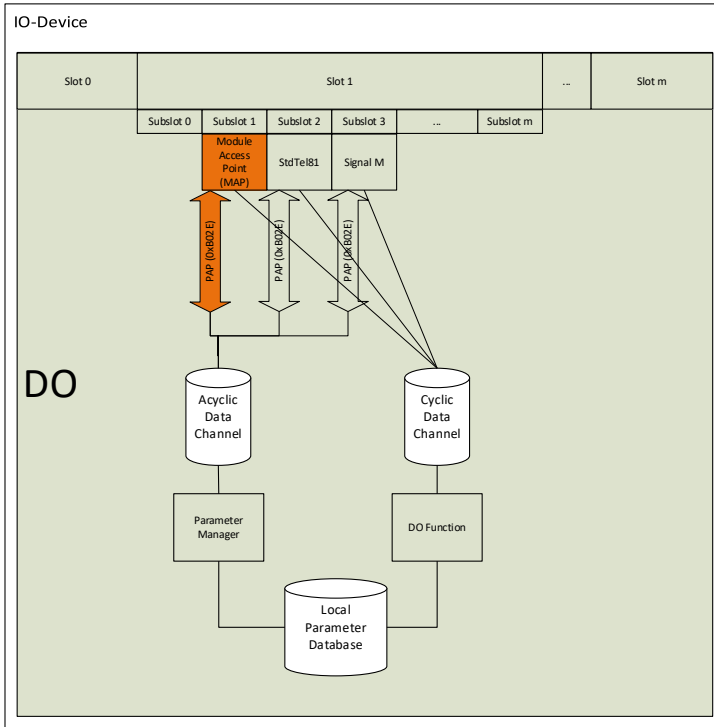 IO-Device
Slot 0
Slot 1
...
Slot m
Subslot 0
Subslot 1
Subslot 2
Subslot 3
...
Subslot m
Module
Access
Point
(MAP)
StdTel81
Signal M
PAP (0xB02E)
PAP (0xB02E)
PAP (0xB02E)
DO
Acyclic
Data
Channel
Cyclic
Data
Channel
Parameter
Manager
DO Function
Local
Parameter
Database